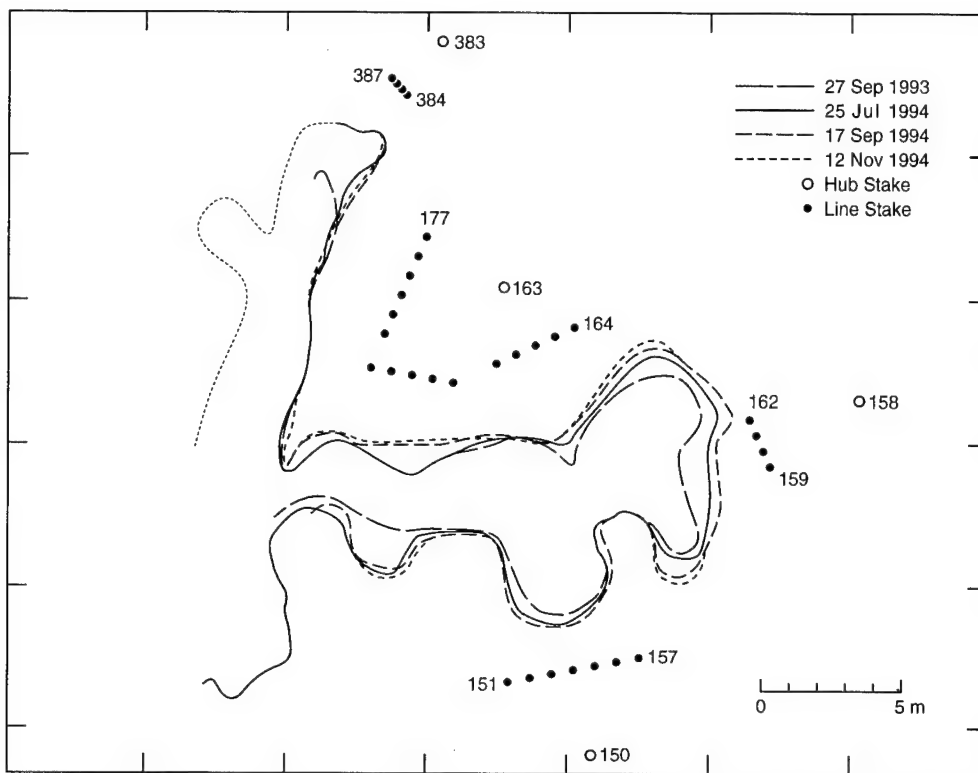 383
387
384
27 Sep 1993
25 Jul 1994
17 Sep 1994
12 Nov 1994
Hub Stake
Line Stake
177
163
164
162
158
159
151
157
150
0 5 m